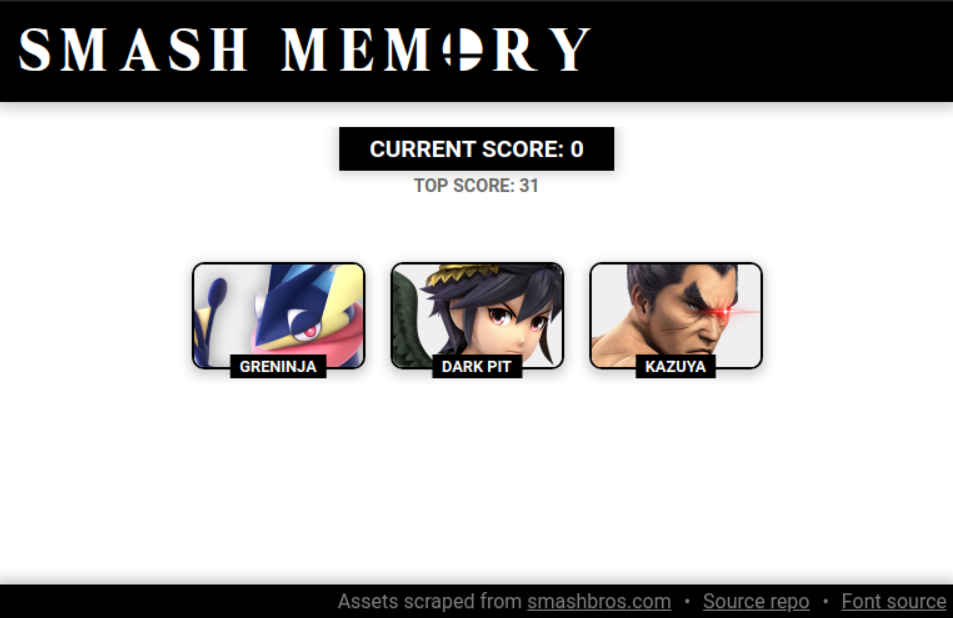 SMASH MEMORY
CURRENT SCORE: 0
TOP SCORE: 31
GRENINJA
DARK PIT
KAZUYA
Assets scraped from smashbros.com • Source repo • Font source